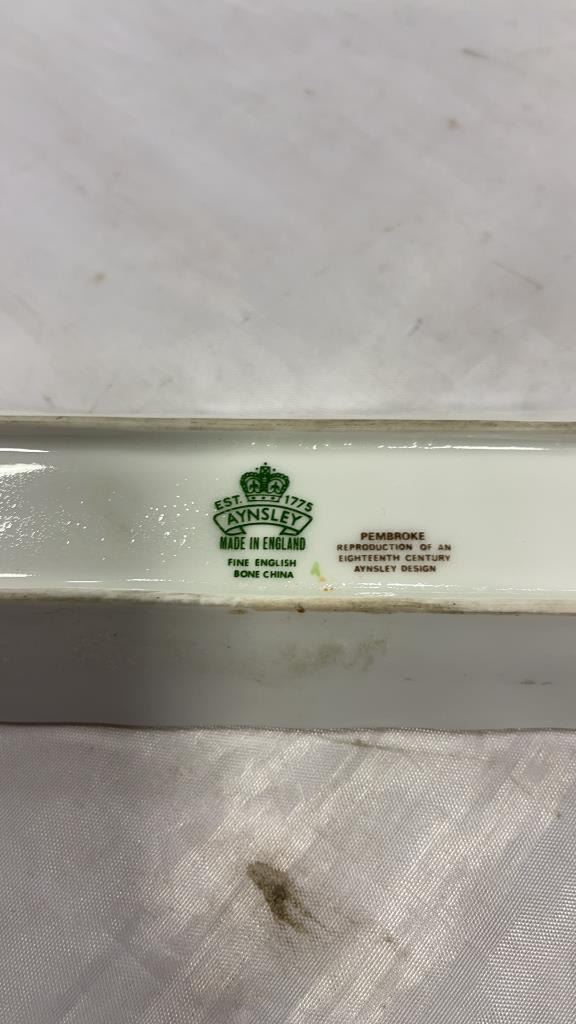 EST. 1775
AYNSLEY
MADE IN ENGLAND
FINE ENGLISH
BONE CHINA
PEMBROKE
REPRODUCTION OF AN
EIGHTEENTH CENTURY
AYNSLEY DESIGN